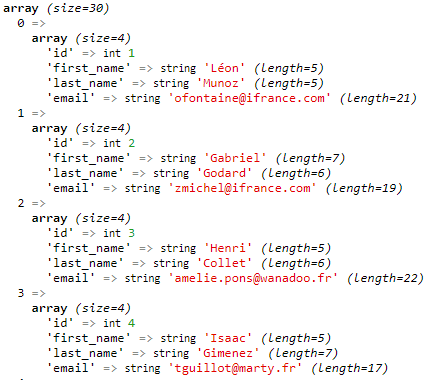 array (size=30)
0 =>
array (size=4)
'id' => int 1
'first_name' => string 'Léon' (length=5)
'last_name' => string 'Munoz' (length=5)
'email' => string 'ofontaine@ifrance.com' (length=21)
1 =>
array (size=4)
'id' => int 2
'first_name' => string 'Gabriel' (length=7)
'last_name' => string 'Godard' (length=6)
'email' => string 'zmichel@ifrance.com' (length=19)
2 =>
array (size=4)
'id' => int 3
'first_name' => string 'Henri' (length=5)
'last_name' => string 'Collet' (length=6)
'email' => string 'amelie.pons@wanadoo.fr' (length=22)
3 =>
array (size=4)
'id' => int 4
'first_name' => string 'Isaac' (length=5)
'last_name' => string 'Gimenez' (length=7)
'email' => string 'tguillot@marty.fr' (length=17)